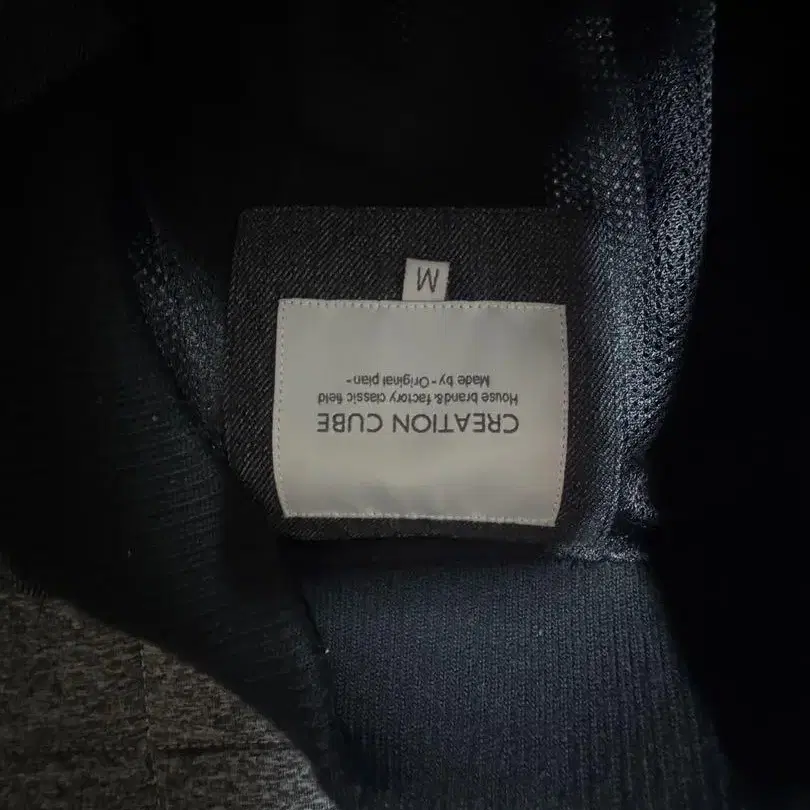 CREATION CUBE
House brand& factory classic field
Made by - Original plan -
M